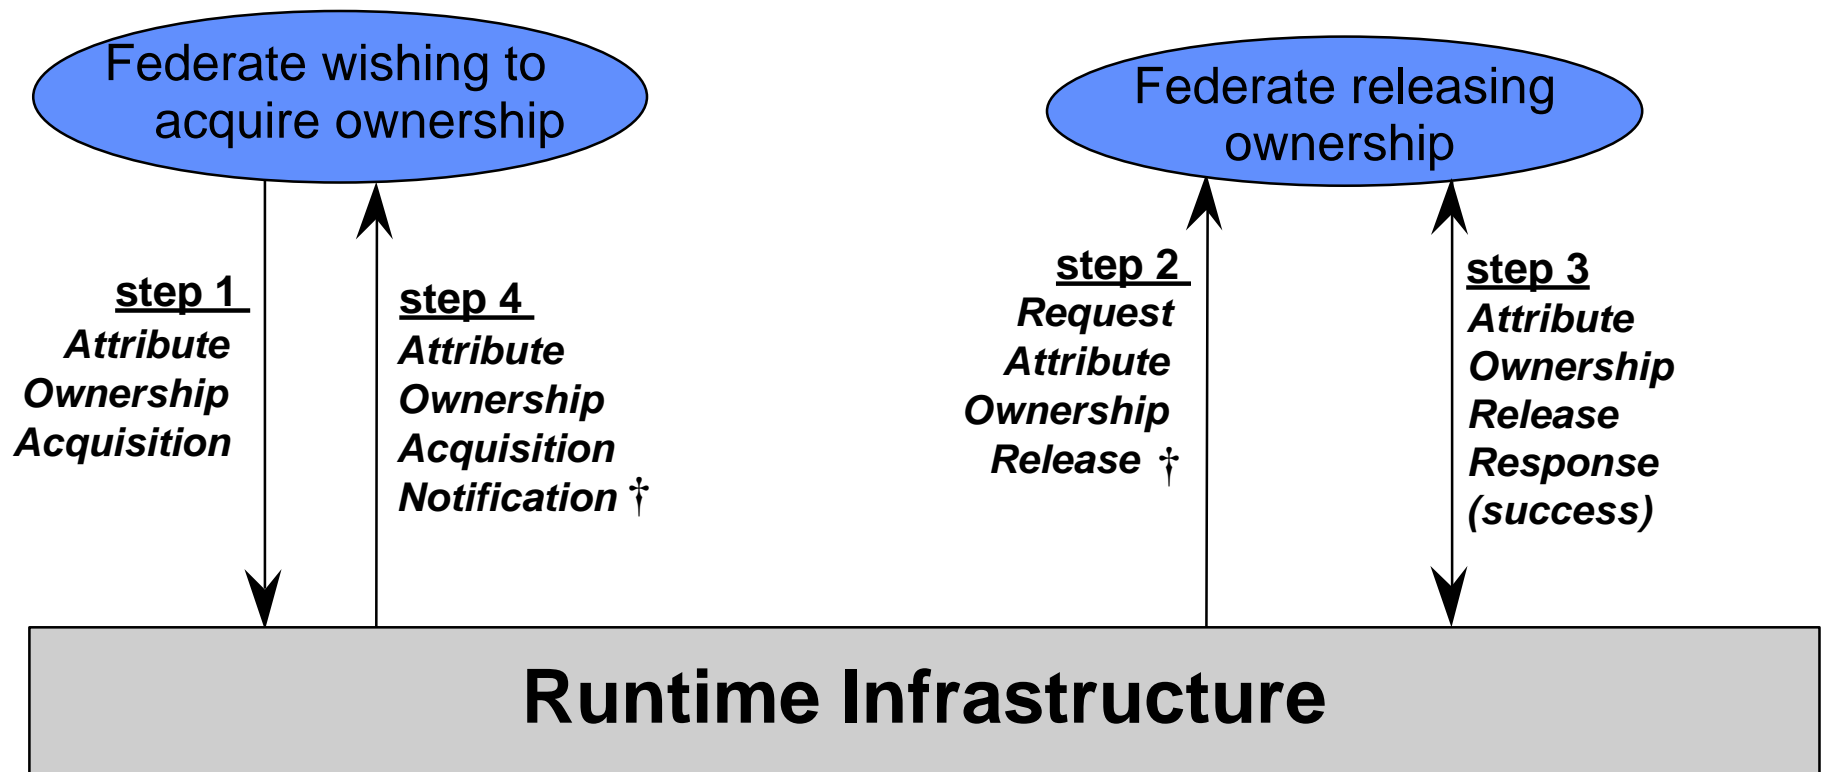 Federate wishing to
acquire ownership
Federate releasing
ownership
step 1
Attribute
Ownership
Acquisition
step 4
Attribute
Ownership
Acquisition
Notification †
step 2
Request
Attribute
Ownership
Release †
step 3
Attribute
Ownership
Release
Response
(success)
Runtime Infrastructure